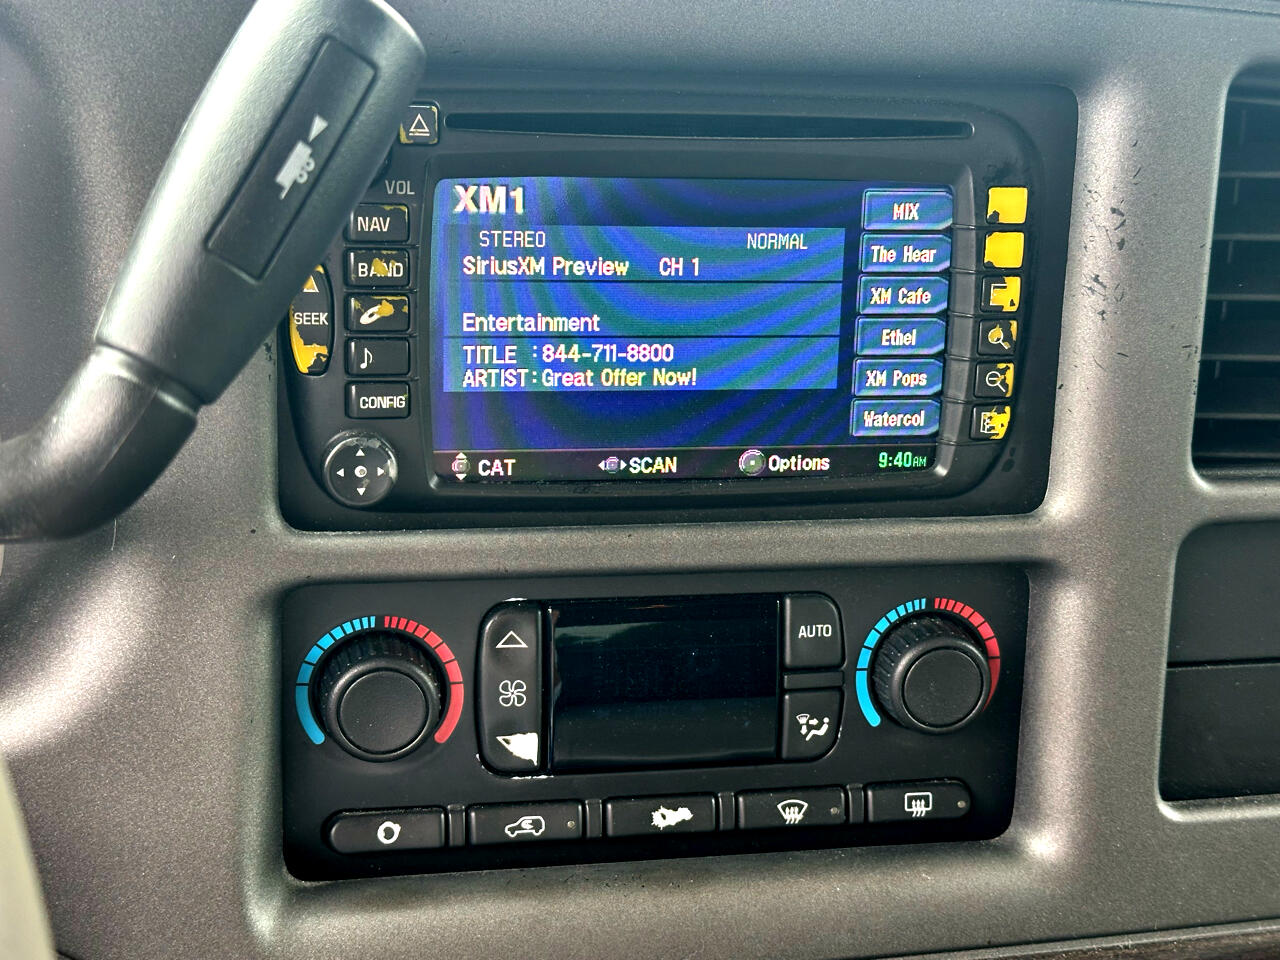 VOL
NAV
BAND
SEEK
CONFIG
XM1
STEREO NORMAL
SiriusXM Preview CH 1
Entertainment
TITLE : 844-711-8800
ARTIST : Great Offer Now!
MIX
The Hear
XM Cafe
Ethel
XM Pops
Watercol
CAT SCAN Options 9:40AM
AUTO